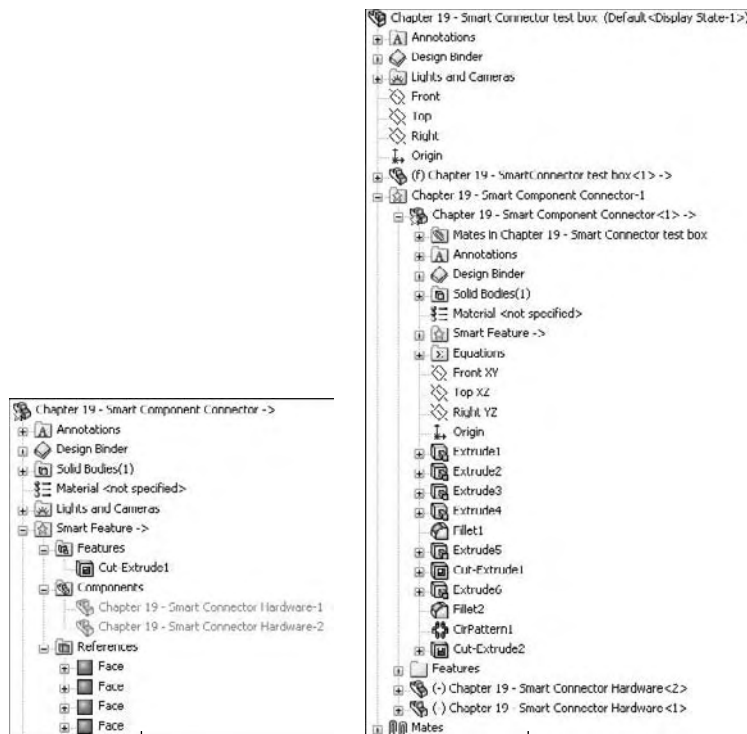 Chapter 19 - Smart Component Connector ->
Annotations
Design Binder
Solid Bodies(1)
Material <not specified>
Lights and Cameras
Smart Feature ->
Features
Cut-Extrude1
Components
Chapter 19 - Smart Connector Hardware-1
Chapter 19 - Smart Connector Hardware-2
References
Face
Face
Face
Face
Chapter 19 - Smart Connector test box (Default<Display State-1>)
Annotations
Design Binder
Lights and Cameras
Front
Top
Right
Origin
(f) Chapter 19 - SmartConnector test box<1> ->
Chapter 19 - Smart Component Connector-1
Chapter 19 - Smart Component Connector<1> ->
Mates in Chapter 19 - Smart Connector test box
Annotations
Design Binder
Solid Bodies(1)
Material <not specified>
Smart Feature ->
Equations
Front XY
Top XZ
Right YZ
Origin
Extrude1
Extrude2
Extrude3
Extrude4
Fillet1
Extrude5
Cut-Extrude1
Extrude6
Fillet2
CirPattern1
Cut-Extrude2
Features
(-) Chapter 19 - Smart Connector Hardware<2>
(-) Chapter 19 - Smart Connector Hardware<1>
Mates